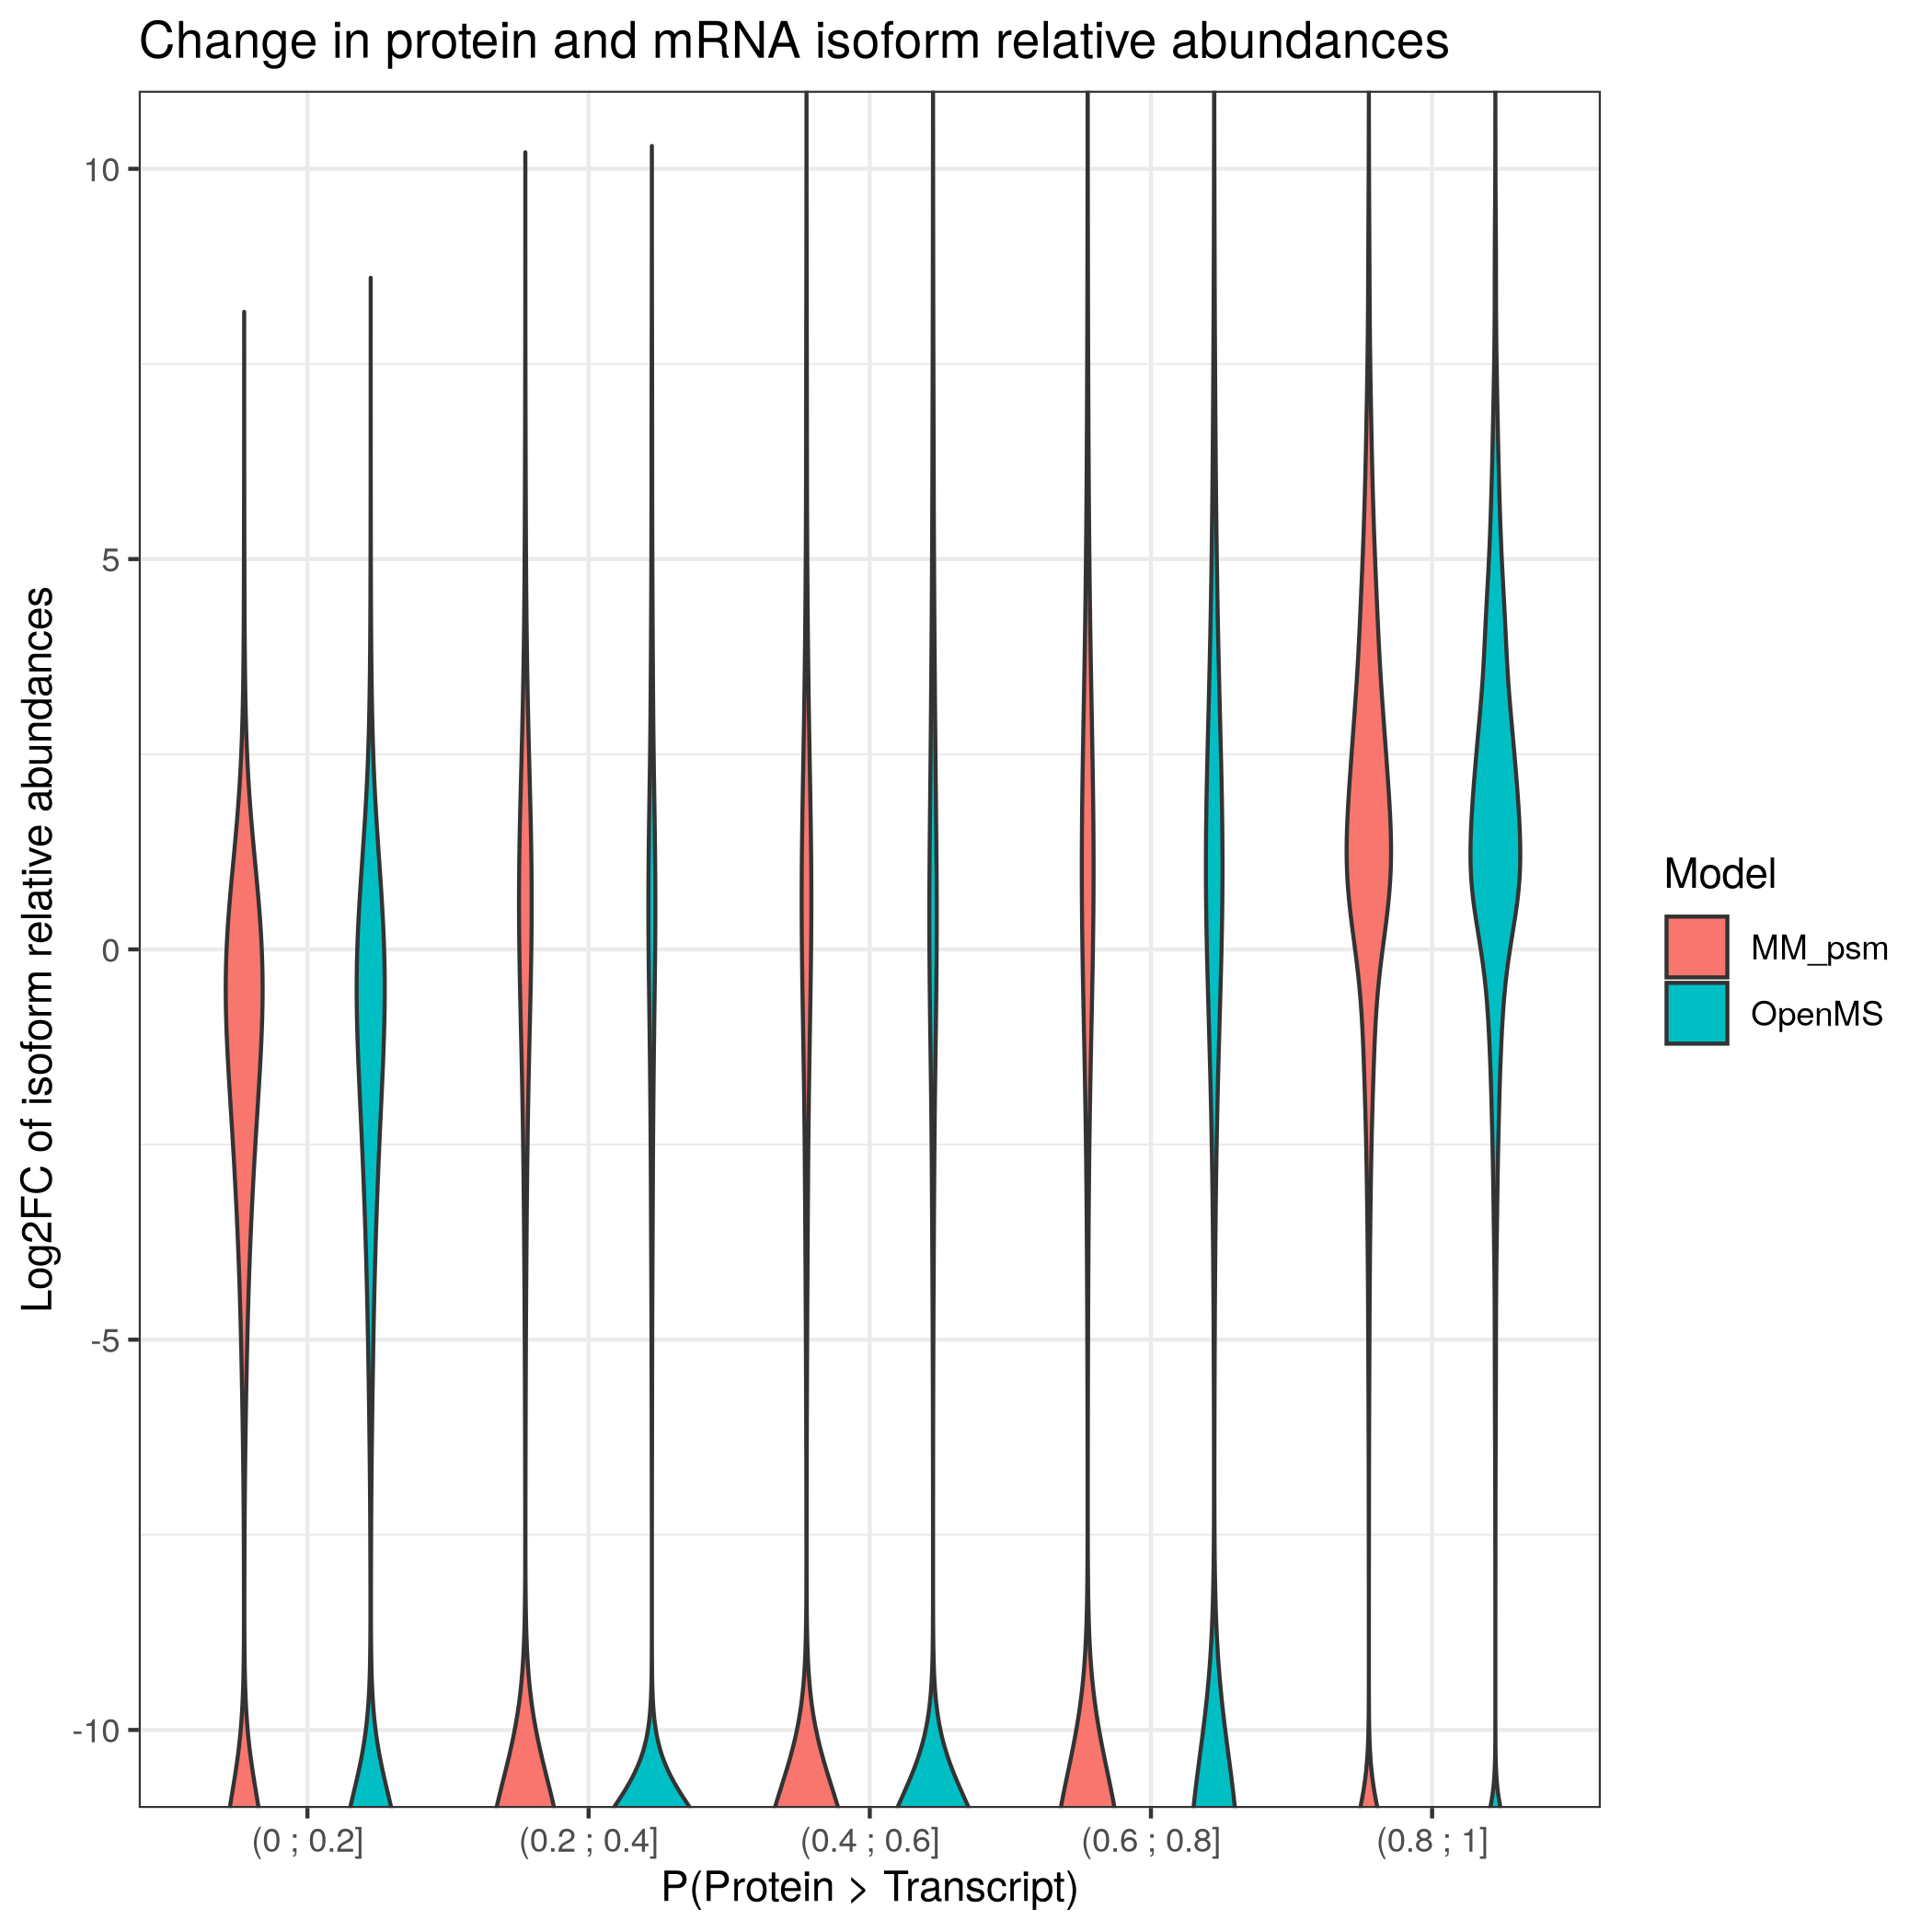 Change in protein and mRNA isoform relative abundances
Log2FC of isoform relative abundances
10
5
0
-5
-10
(0 ; 0.2]
(0.2 ; 0.4]
(0.4 ; 0.6]
(0.6 ; 0.8]
(0.8 ; 1]
P(Protein > Transcript)
Model
MM_psm
OpenMS